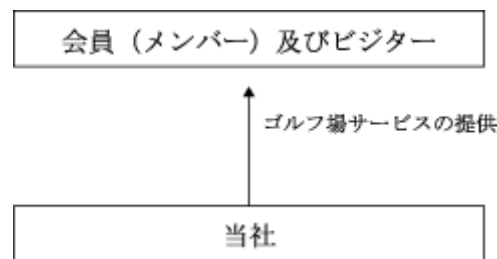 会員（メンバー）及びビジター
ゴルフ場サービスの提供
当社